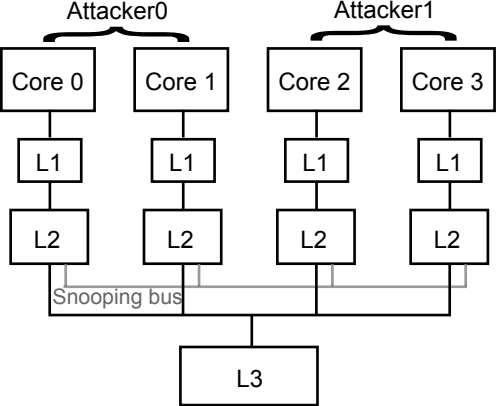 Attacker0 Attacker1
Core 0 Core 1 Core 2 Core 3
L1 L1 L1 L1
L2 L2 L2 L2
Snooping bus
L3